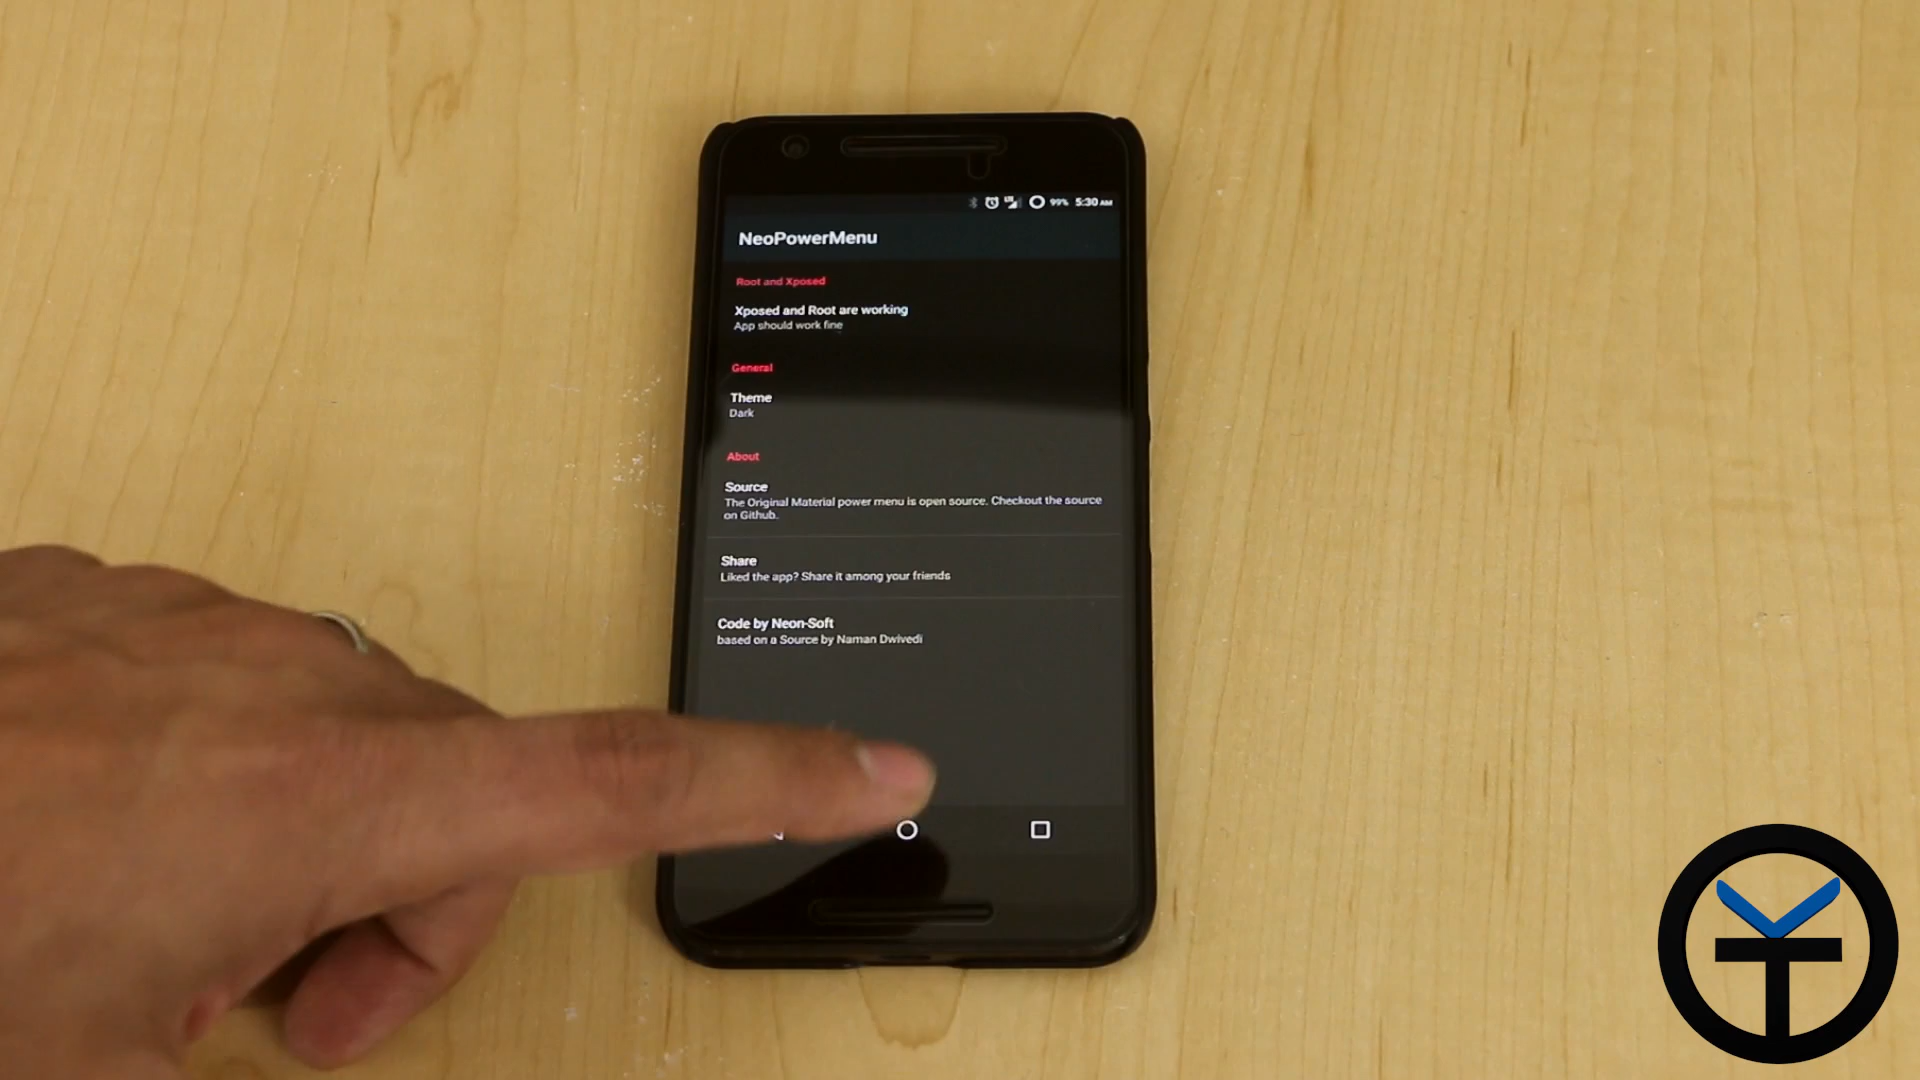 99% 5:30 AM
NeoPowerMenu
Root and Xposed
Xposed and Root are working
App should work fine
General
Theme
Dark
About
Source
The Original Material power menu is open source. Checkout the source
on Github.
Share
Liked the app? Share it among your friends
Code by Neon-Soft
based on a Source by Naman Dwivedi